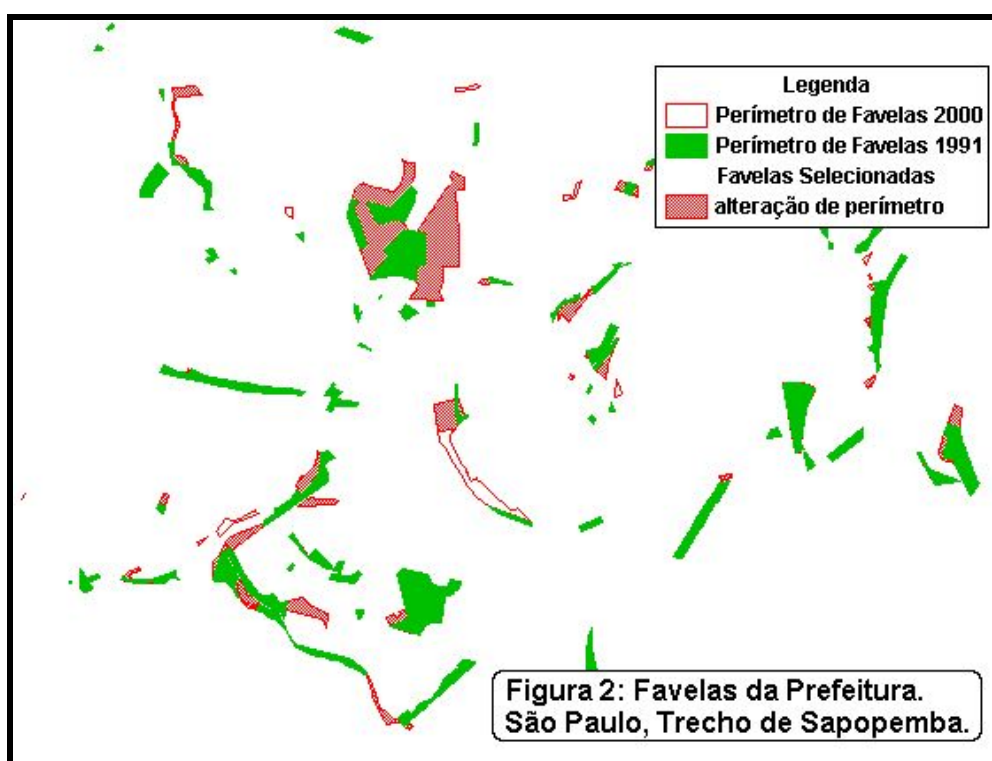 Legenda
Perímetro de Favelas 2000
Perímetro de Favelas 1991
Favelas Selecionadas
alteração de perímetro
Figura 2: Favelas da Prefeitura.
São Paulo, Trecho de Sapopemba.